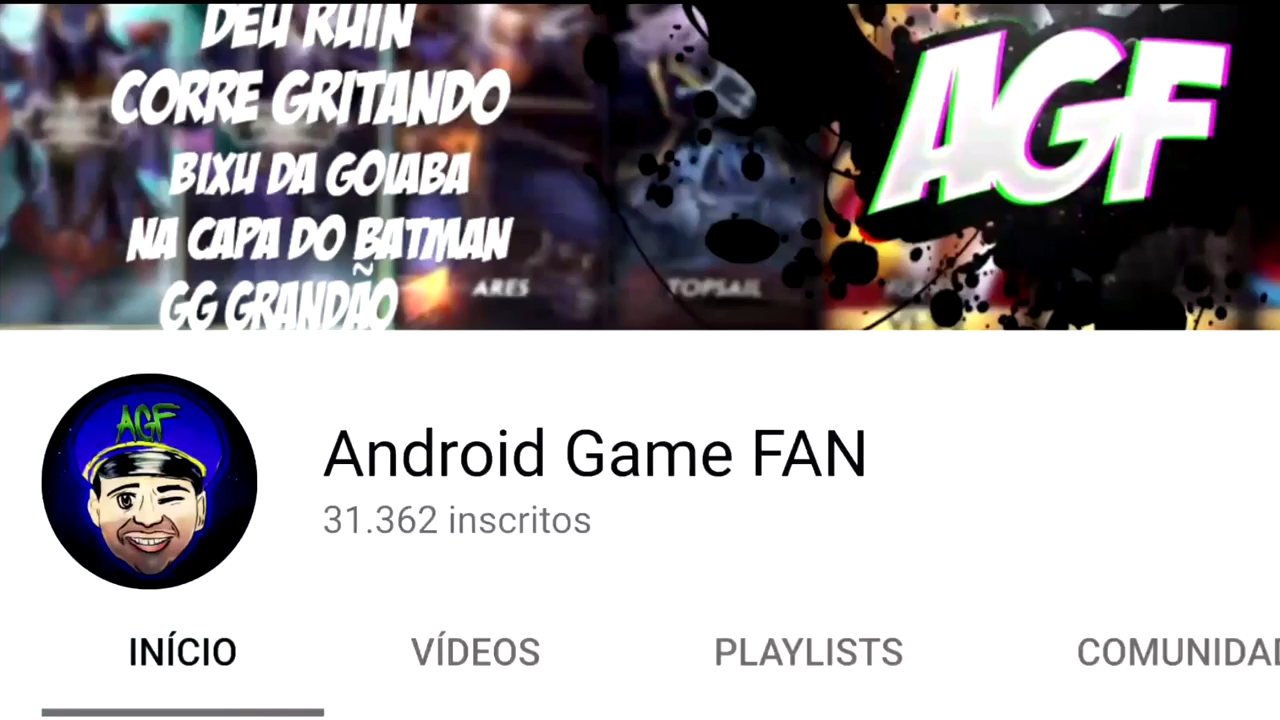 DEU RUIN
CORRE GRITANDO
BIXU DA GOIABA
NA CAPA DO BATMAN
GG GRANDÃO
ARES
TOPSAIL
AGF
AGF
Android Game FAN
31.362 inscritos
INÍCIO
VÍDEOS
PLAYLISTS
COMUNIDAD